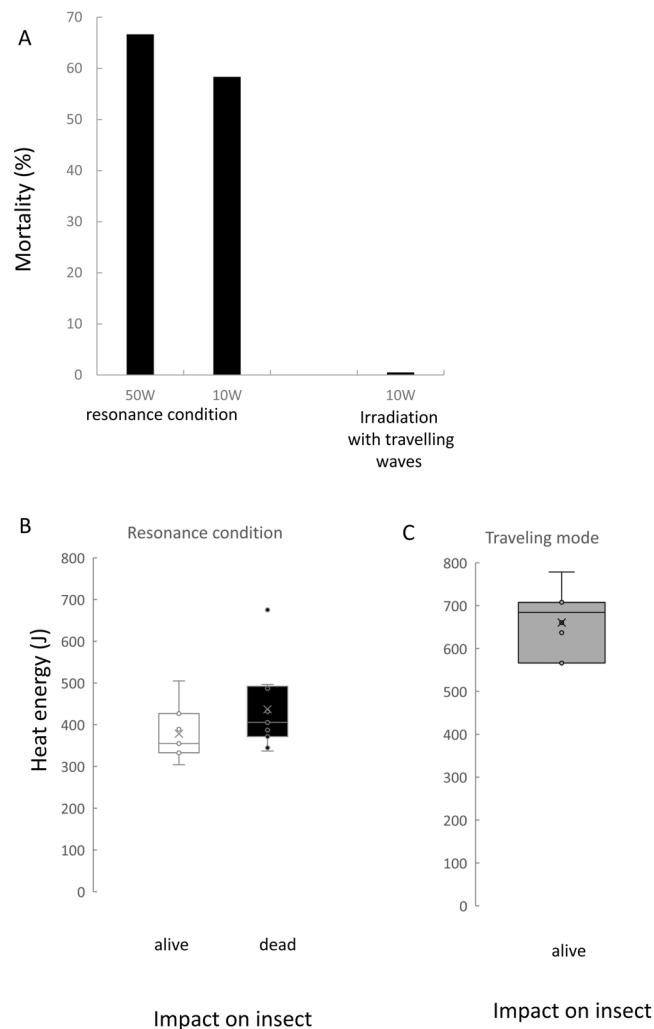 A
Mortality (%)
70
60
50
40
30
20
10
0
50W
10W
10W
resonance condition
Irradiation
with travelling
waves
B
Resonance condition
Heat energy (J)
800
700
600
500
400
300
200
100
0
alive
dead
Impact on insect
C
Traveling mode
800
700
600
500
400
300
200
100
0
alive
Impact on insect